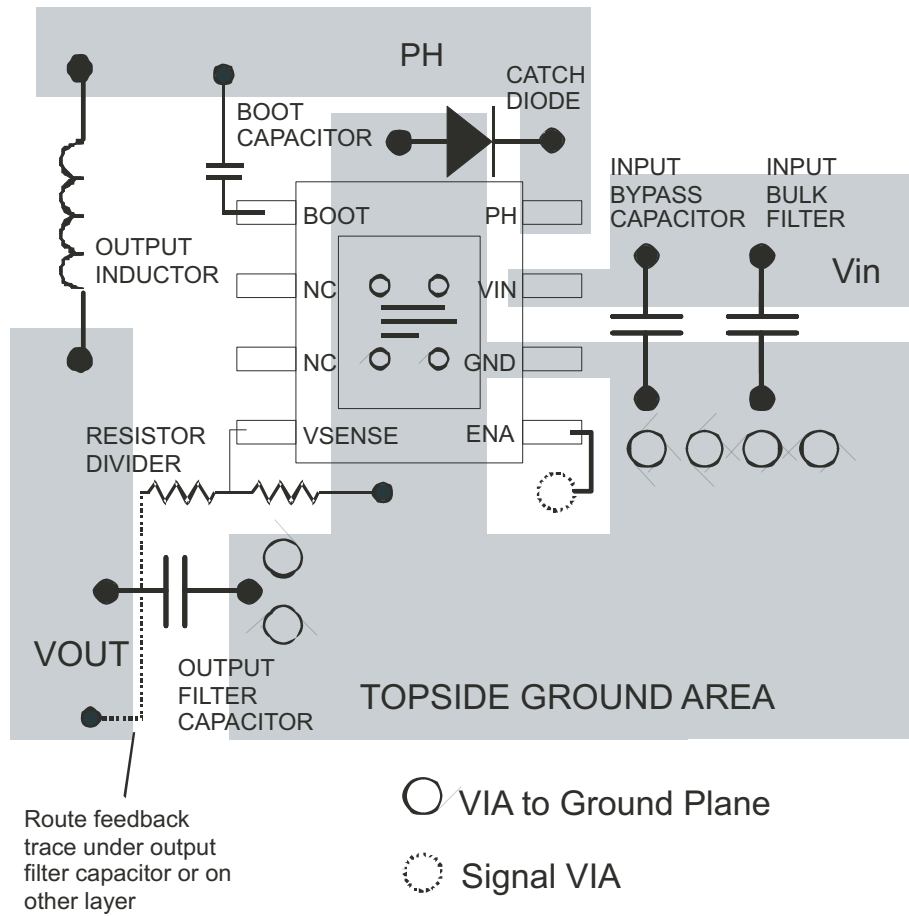 PH
CATCH
DIODE
BOOT
CAPACITOR
INPUT
BYPASS
CAPACITOR
INPUT
BULK
FILTER
Vin
OUTPUT
INDUCTOR
BOOT
PH
NC
VIN
NC
GND
VSENSE
ENA
RESISTOR
DIVIDER
VOUT
OUTPUT
FILTER
CAPACITOR
TOPSIDE GROUND AREA
Route feedback
trace under output
filter capacitor or on
other layer
VIA to Ground Plane
Signal VIA